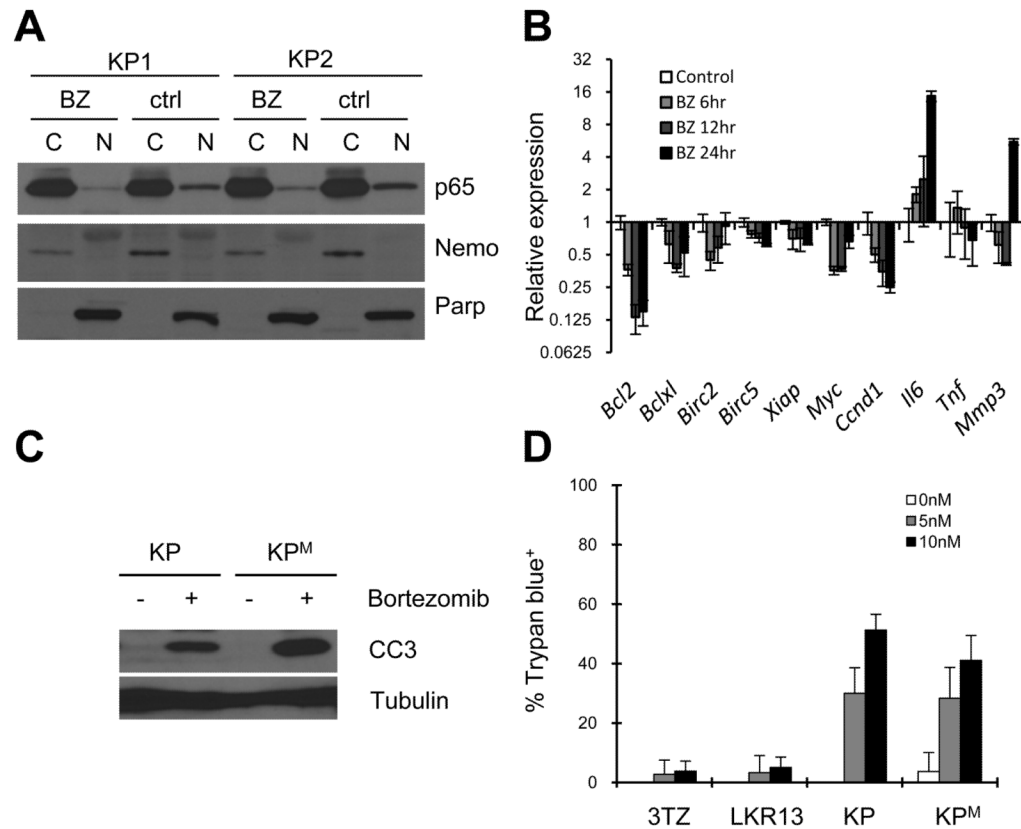 A
KP1 KP2
BZ ctrl BZ ctrl
C N C N C N C N
p65
Nemo
Parp
B
Relative expression
32
16
8
4
2
1
0.5
0.25
0.125
0.0625
Control
BZ 6hr
BZ 12hr
BZ 24hr
Bcl2 Bclxl Birc2 Birc5 Xiap Myc Ccnd1 Il6 Tnf Mmp3
C
KP KPᴹ
- + - + Bortezomib
CC3
Tubulin
D
% Trypan blue⁺
100
80
60
40
20
0
0nM
5nM
10nM
3TZ LKR13 KP KPᴹ